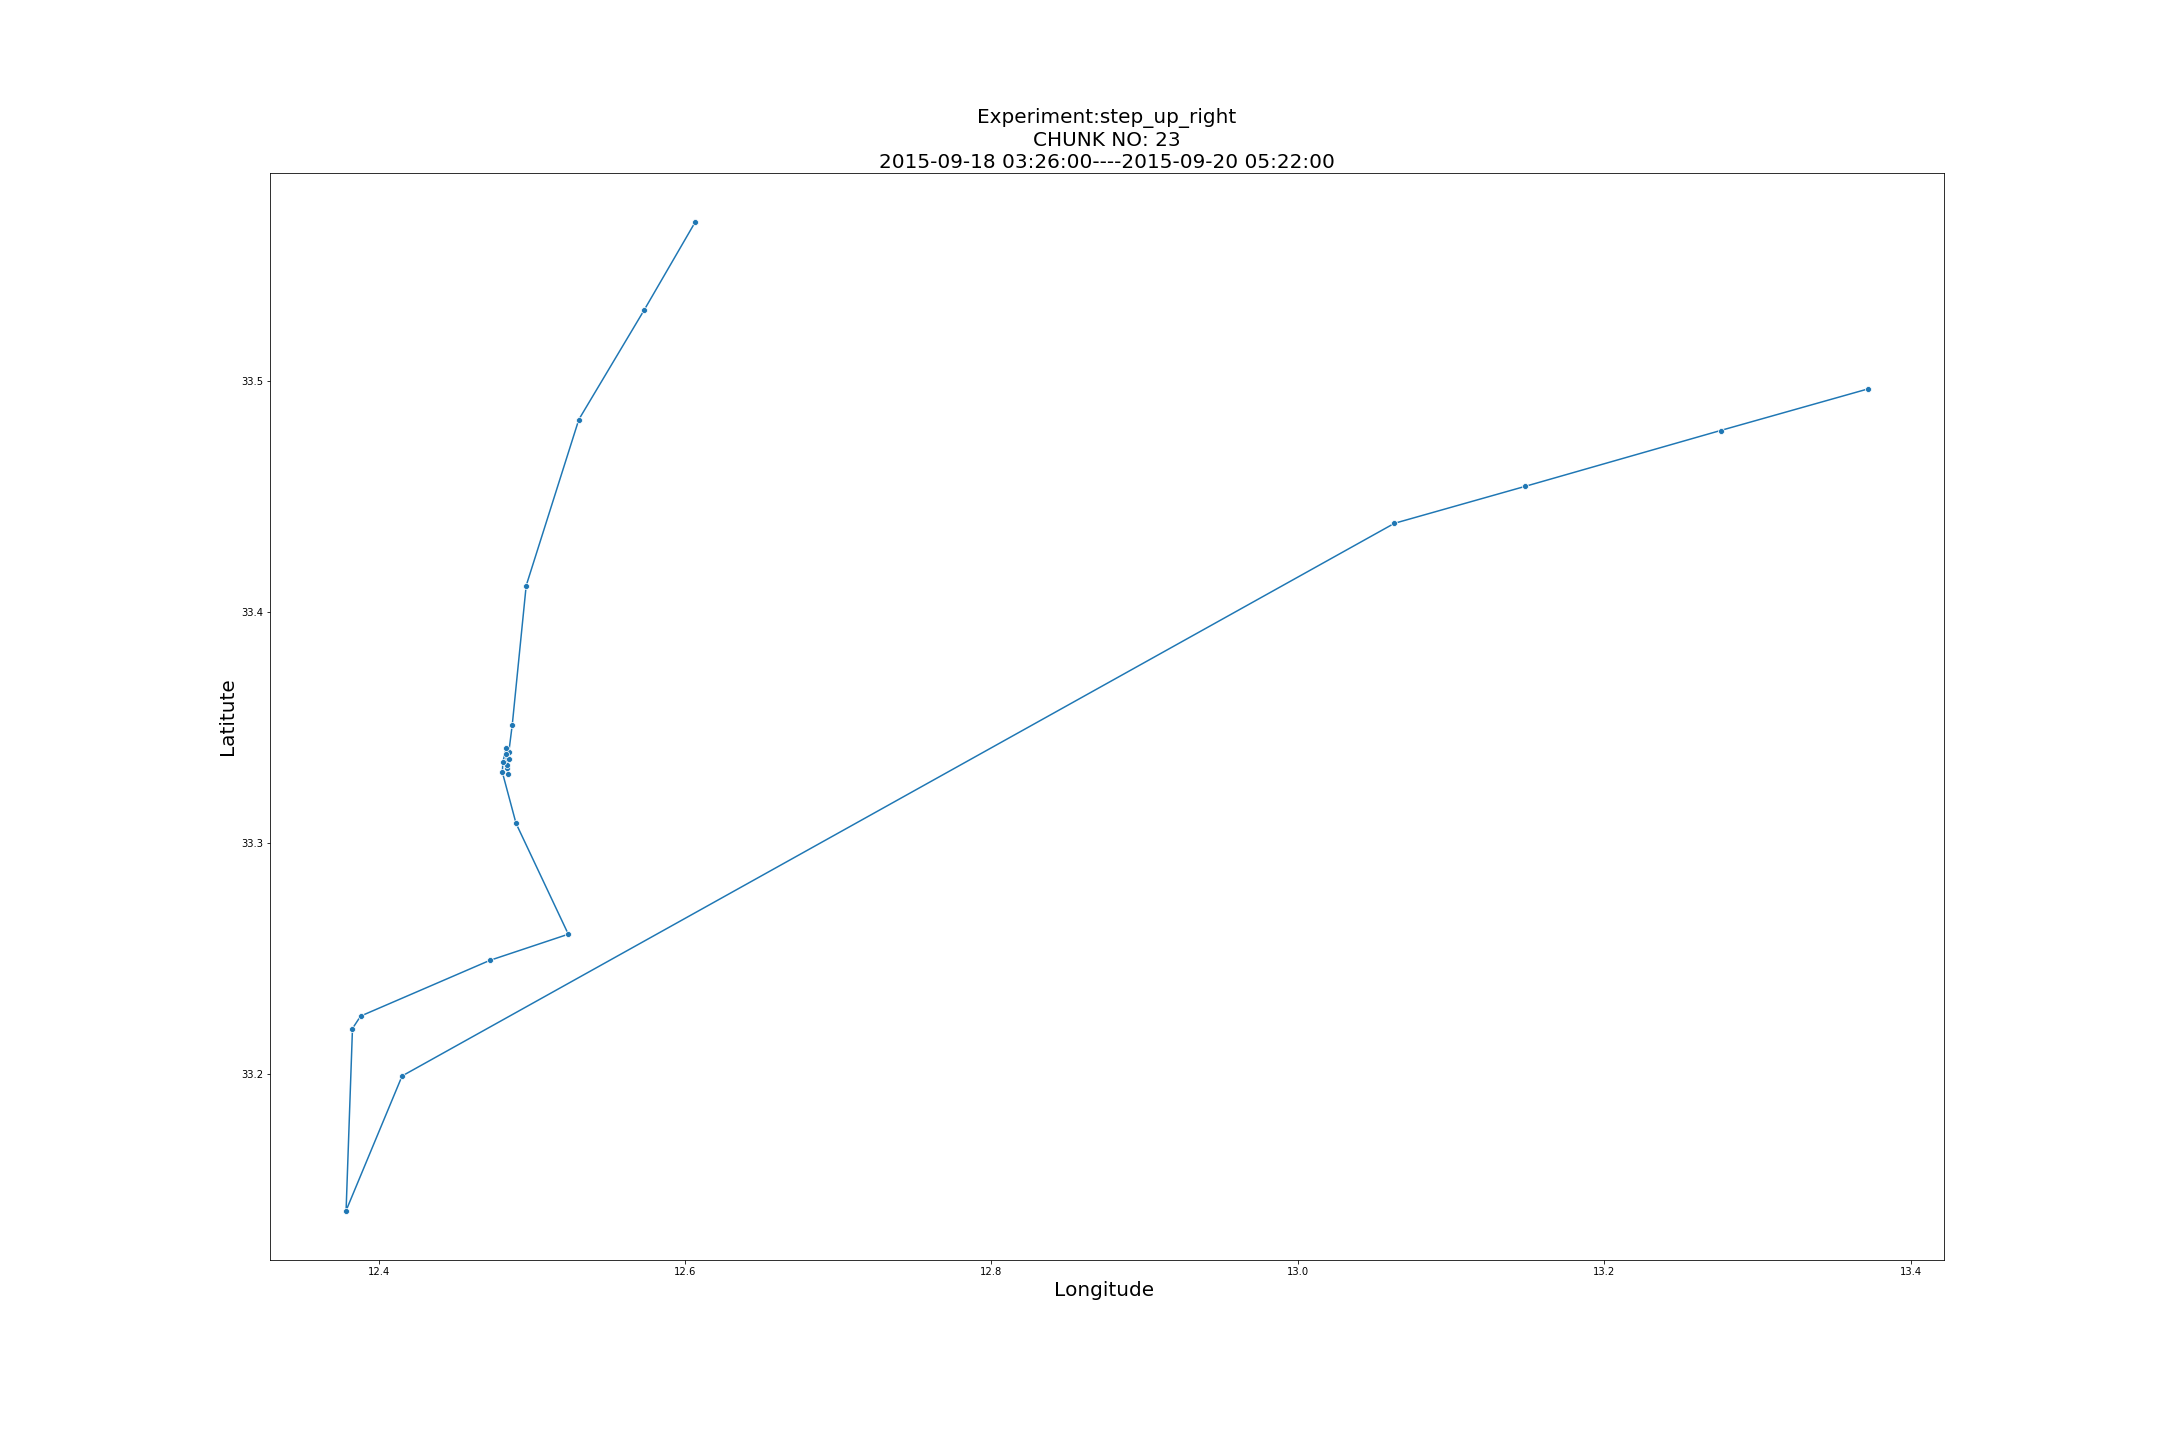 Experiment:step_up_right
CHUNK NO: 23
2015-09-18 03:26:00----2015-09-20 05:22:00
33.5
33.4
33.3
33.2
Latitute
12.4 12.6 12.8 13.0 13.2 13.4
Longitude